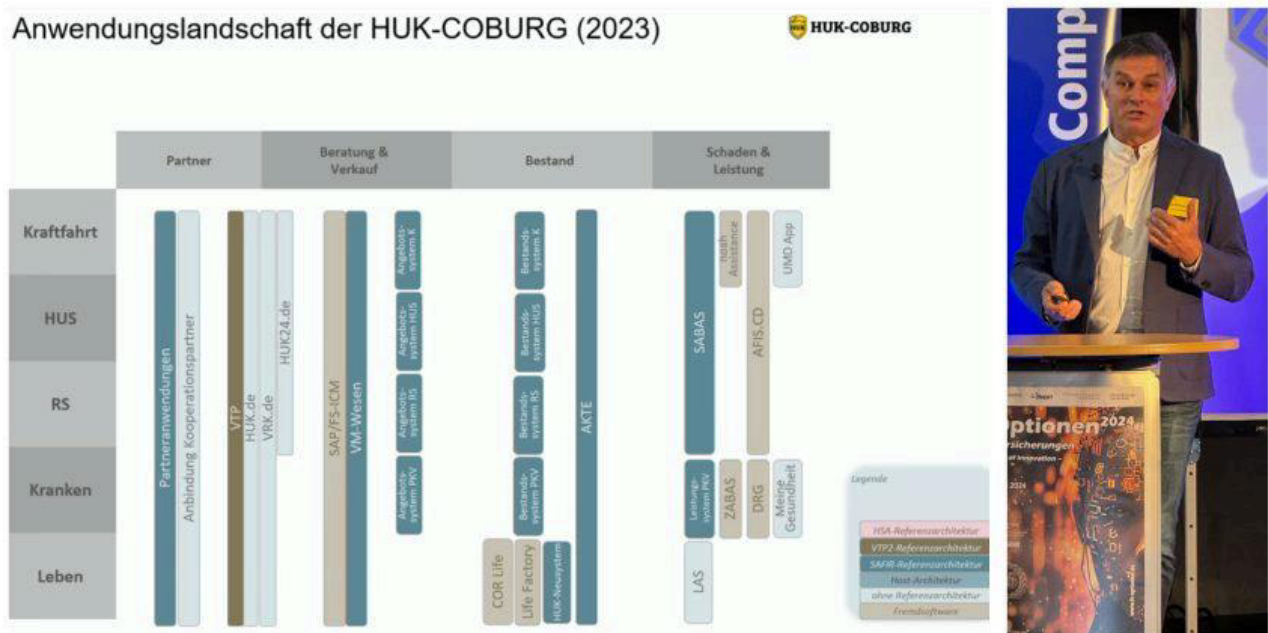 Anwendungslandschaft der HUK-COBURG (2023)
HUK-COBURG
Partner
Beratung &
Verkauf
Bestand
Schaden &
Leistung
Kraftfahrt
HUS
RS
Kranken
Leben
Partneranwendungen
Anbindung Kooperationspartner
VTP
HUK.de
VRK.de
HUK24.de
SAP/FS-ICM
VM-Wesen
Angebots-
system K
Angebots-
system HUS
Angebots-
system RS
Angebots-
system PKV
Bestands-
system K
Bestands-
system HUS
Bestands-
system RS
Bestands-
system PKV
COR Life
Life Factory
HUK-Neusystem
AKTE
SABAS
noah
Assistance
AFIS.CD
UMD App
Leistungs-
system PKV
ZABAS
DRG
Meine
Gesundheit
LAS
Legende
HSA-Referenzarchitektur
VTP2-Referenzarchitektur
SAFIR-Referenzarchitektur
Host-Architektur
ohne Referenzarchitektur
Fremdsoftware
Comp
ptionen 2024
rsicherungen
Innovation –
2024